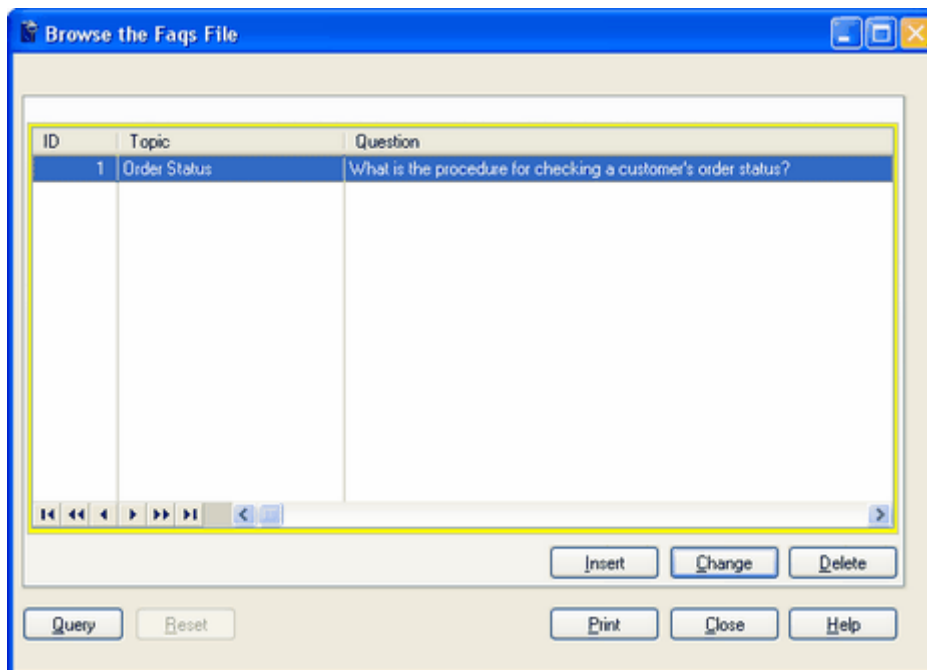 Browse the Faqs File
ID Topic Question
1 Order Status What is the procedure for checking a customer's order status?
Insert Change Delete
Query Reset Print Close Help